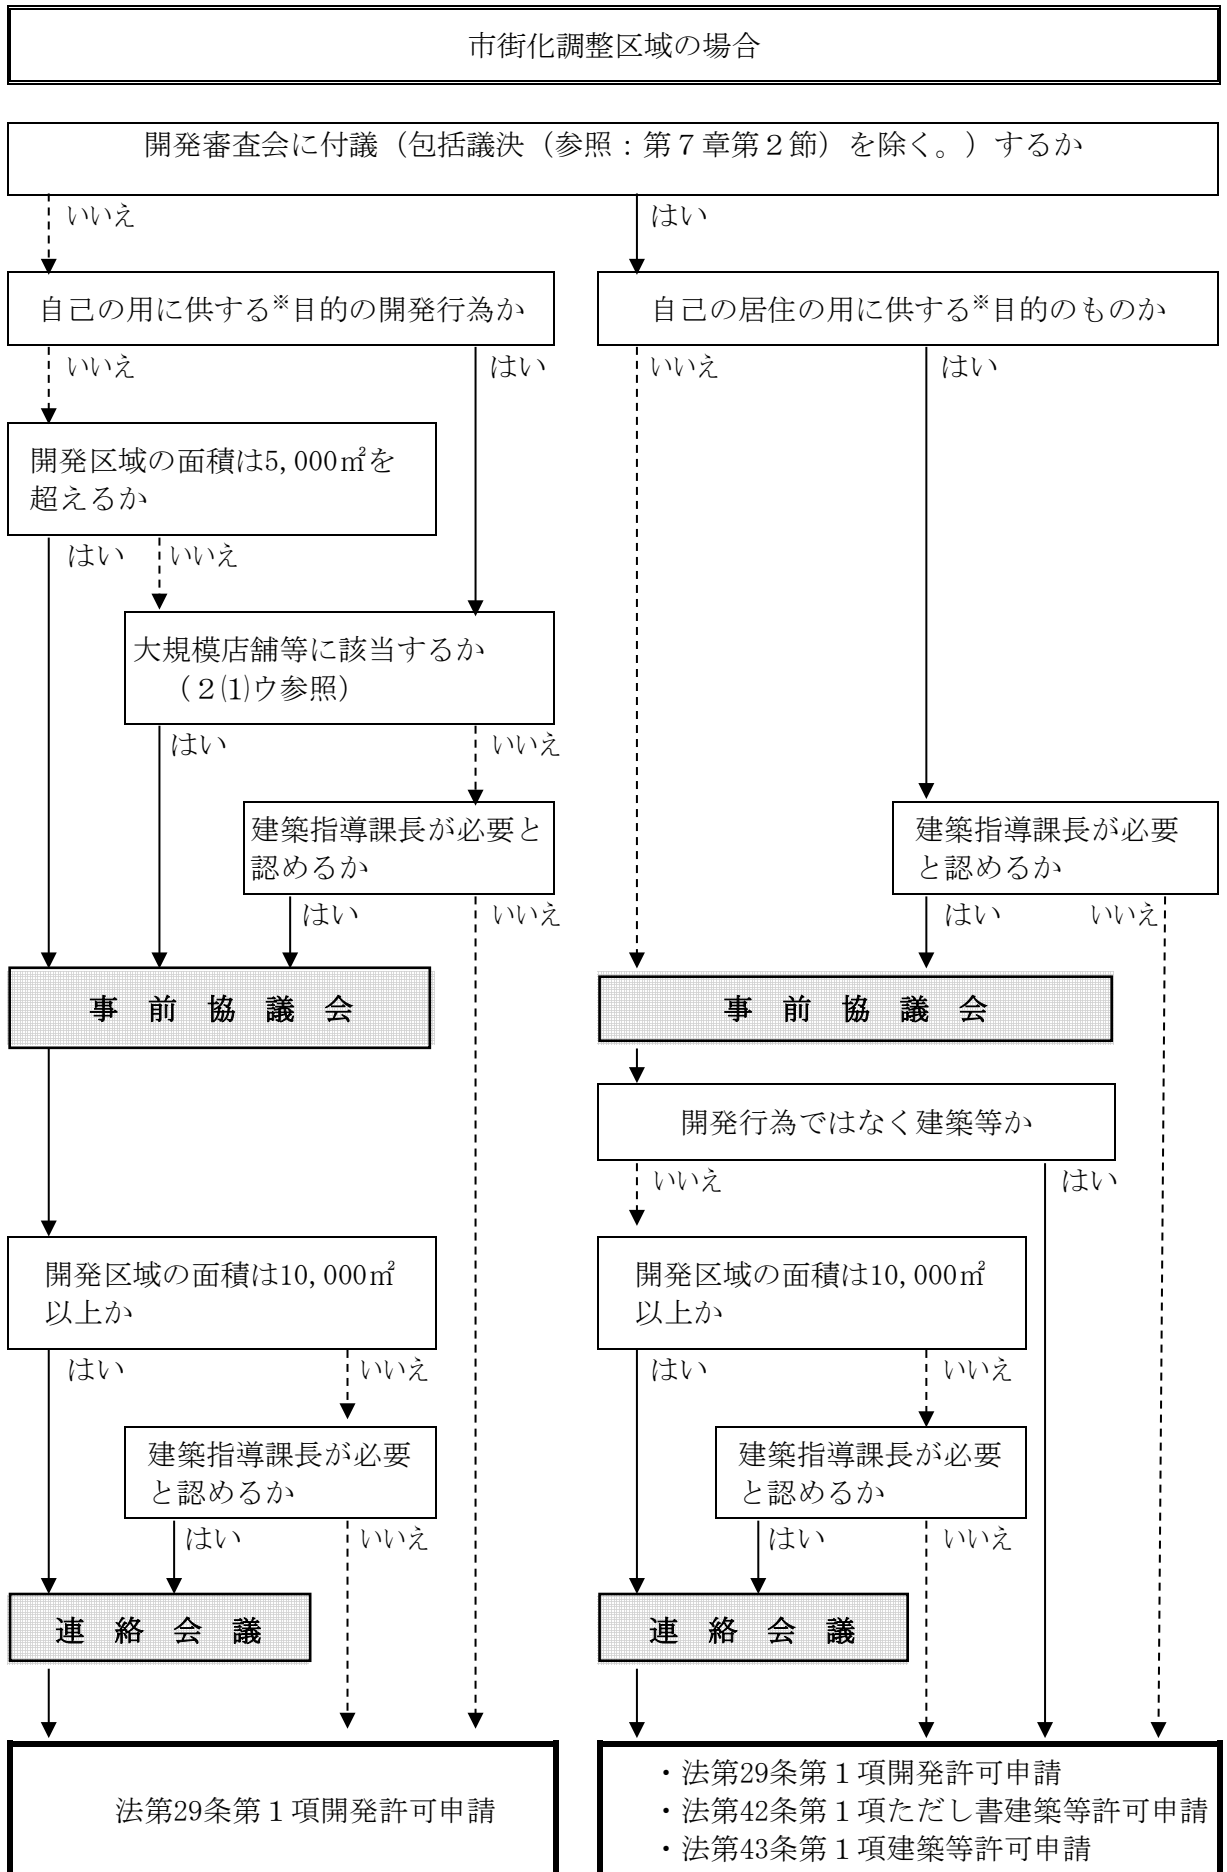 市街化調整区域の場合
開発審査会に付議（包括議決（参照：第７章第２節）を除く。）するか
いいえ
はい
自己の用に供する※目的の開発行為か
自己の居住の用に供する※目的のものか
いいえ
はい
いいえ
はい
開発区域の面積は5,000㎡を
超えるか
はい
いいえ
大規模店舗等に該当するか
（２⑴ウ参照）
はい
いいえ
建築指導課長が必要と
認めるか
建築指導課長が必要
と認めるか
はい
いいえ
はい
いいえ
事　前　協　議　会
事　前　協　議　会
開発行為ではなく建築等か
いいえ
はい
開発区域の面積は10,000㎡
以上か
開発区域の面積は10,000㎡
以上か
はい
いいえ
はい
いいえ
建築指導課長が必要
と認めるか
建築指導課長が必要
と認めるか
はい
いいえ
はい
いいえ
連　絡　会　議
連　絡　会　議
法第29条第１項開発許可申請
・法第29条第１項開発許可申請
・法第42条第１項ただし書建築等許可申請
・法第43条第１項建築等許可申請